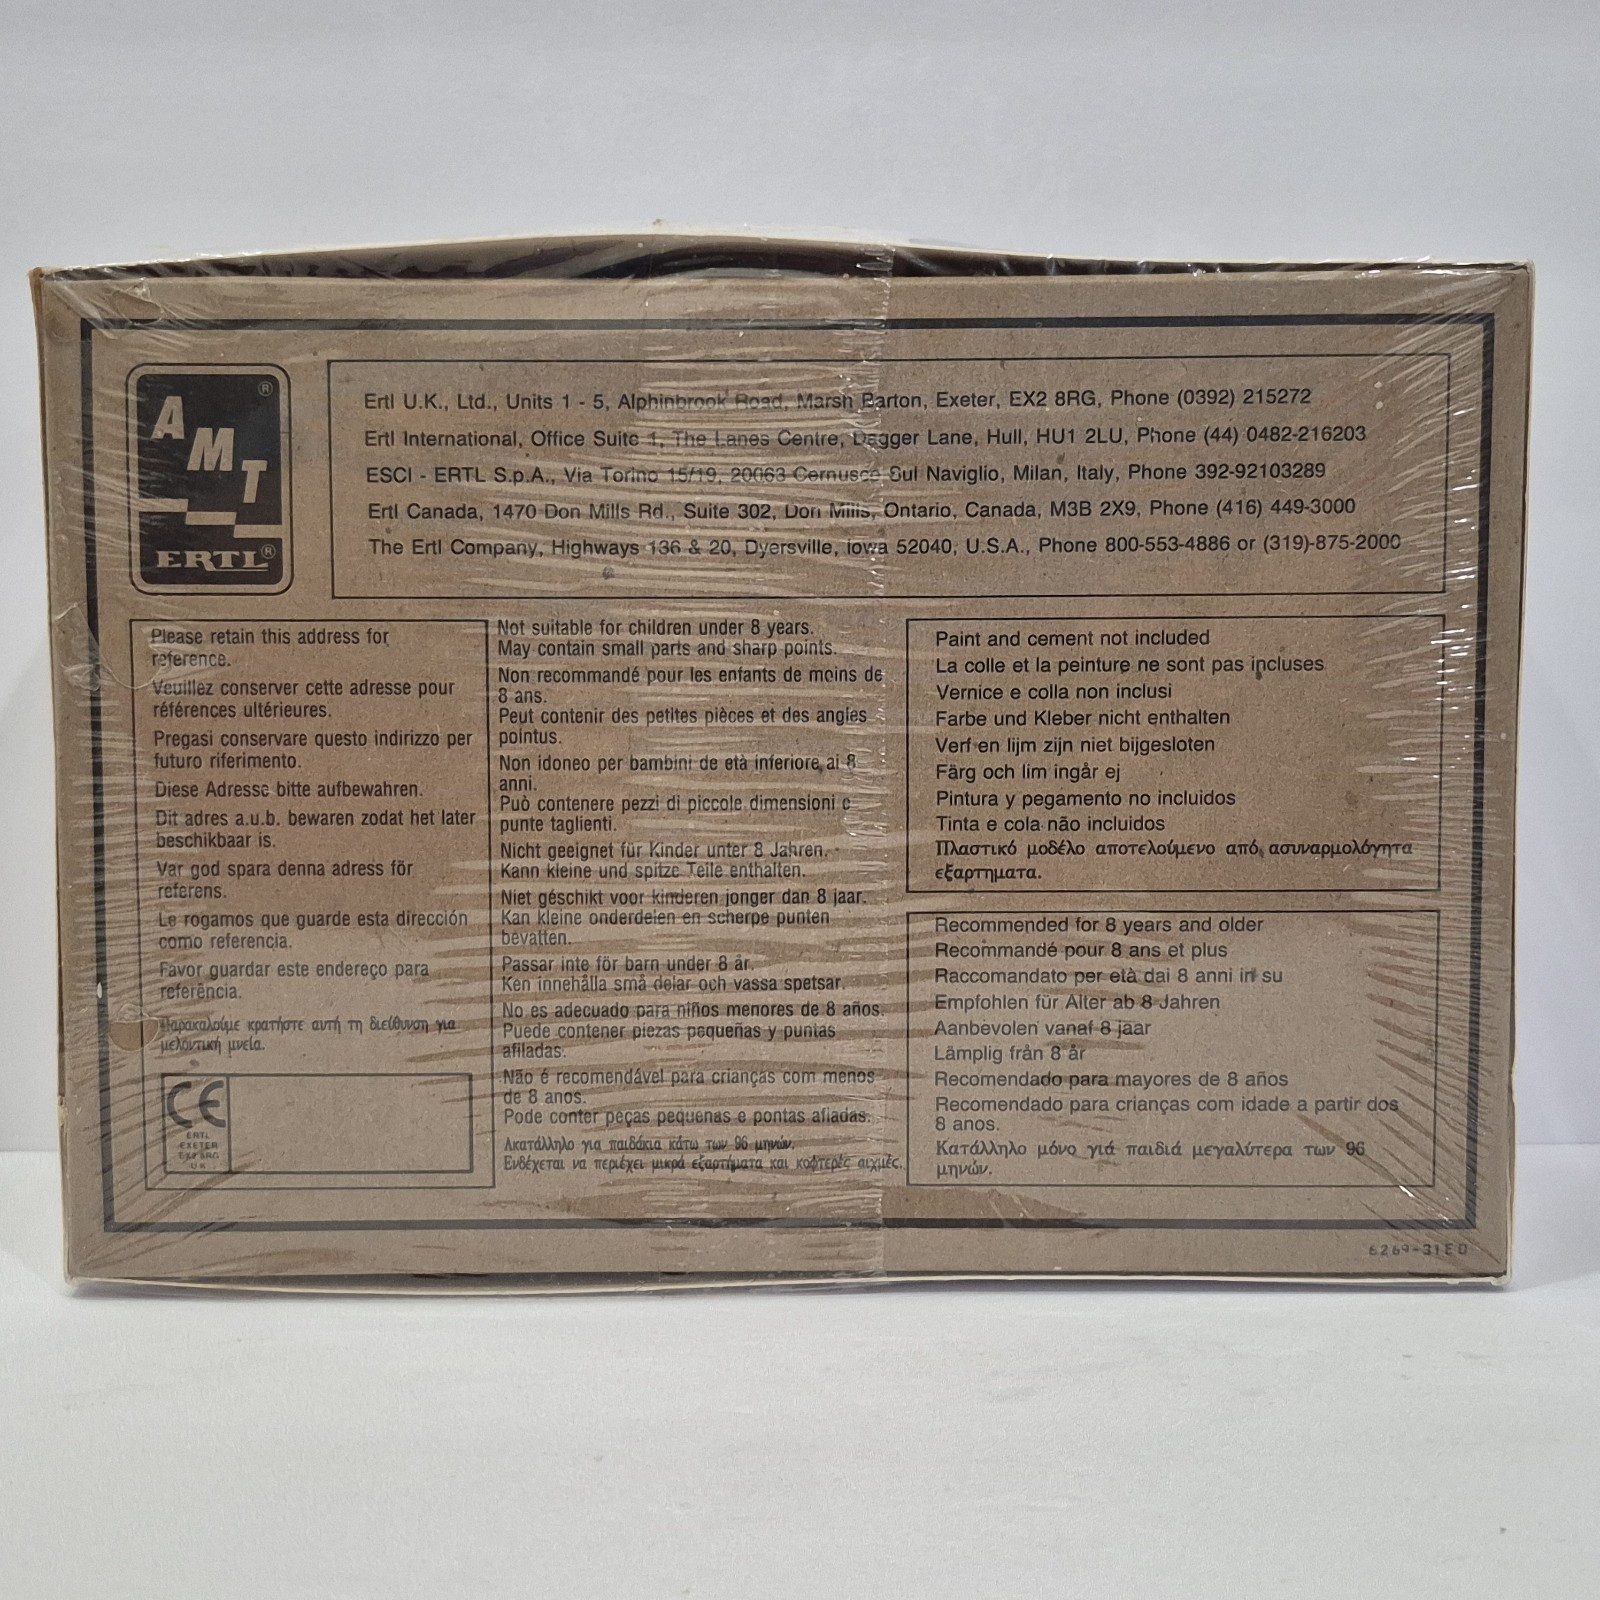 AMT®
ERTL®
Ertl U.K., Ltd., Units 1 - 5, Alphinbrook Road, Marsh Barton, Exeter, EX2 8RG, Phone (0392) 215272
Ertl International, Office Suite 1, The Lanes Centre, Dagger Lane, Hull, HU1 2LU, Phone (44) 0482-216203
ESCI - ERTL S.p.A., Via Torino 15/19, 20063 Cernusco Sul Naviglio, Milan, Italy, Phone 392-92103289
Ertl Canada, 1470 Don Mills Rd., Suite 302, Don Mills, Ontario, Canada, M3B 2X9, Phone (416) 449-3000
The Ertl Company, Highways 136 & 20, Dyersville, Iowa 52040, U.S.A., Phone 800-553-4886 or (319)-875-2000
Please retain this address for
reference.
Veuillez conserver cette adresse pour
références ultérieures.
Pregasi conservare questo indirizzo per
futuro riferimento.
Diese Adresse bitte aufbewahren.
Dit adres a.u.b. bewaren zodat het later
beschikbaar is.
Var god spara denna adress för
referens.
Le rogamos que guarde esta dirección
como referencia.
Favor guardar este endereço para
referência.
Παρακαλούμε κρατήστε αυτή τη διεύθυνση για
μελοντική μνεία.
CE
ERTL
EXETER
EX2 8RG
UK
Not suitable for children under 8 years.
May contain small parts and sharp points.
Non recommandé pour les enfants de moins de
8 ans.
Peut contenir des petites pièces et des angles
pointus.
Non idoneo per bambini de età inferiore ai 8
anni.
Può contenere pezzi di piccole dimensioni o
punte taglienti.
Nicht geeignet für Kinder unter 8 Jahren.
Kann kleine und spitze Teile enthalten.
Niet géschikt voor kinderen jonger dan 8 jaar.
Kan kleine onderdelen en scherpe punten
bevatten.
Passar inte för barn under 8 år.
Ken innehålla små delar och vassa spetsar.
No es adecuado para niños menores de 8 años.
Puede contener piezas pequeñas y puntas
afiladas.
Não é recomendável para crianças com menos
de 8 anos.
Pode conter peças pequenas e pontas afiadas.
Ακατάλληλο για παιδάκια κάτω των 96 μηνών.
Ενδέχεται να περιέχει μικρά εξαρτήματα και κοφτερές αιχμές.
Paint and cement not included
La colle et la peinture ne sont pas incluses
Vernice e colla non inclusi
Farbe und Kleber nicht enthalten
Verf en lijm zijn niet bijgesloten
Färg och lim ingår ej
Pintura y pegamento no incluidos
Tinta e cola não incluidos
Πλαστικό μοδέλο αποτελούμενο από ασυναρμολόγητα
εξαρτηματα.
Recommended for 8 years and older
Recommandé pour 8 ans et plus
Raccomandato per età dai 8 anni in su
Empfohlen für Alter ab 8 Jahren
Aanbevolen vanaf 8 jaar
Lämplig från 8 år
Recomendado para mayores de 8 años
Recomendado para crianças com idade a partir dos
8 anos.
Κατάλληλο μόνο γιά παιδιά μεγαλύτερα των 96
μηνών.
6269-31EO